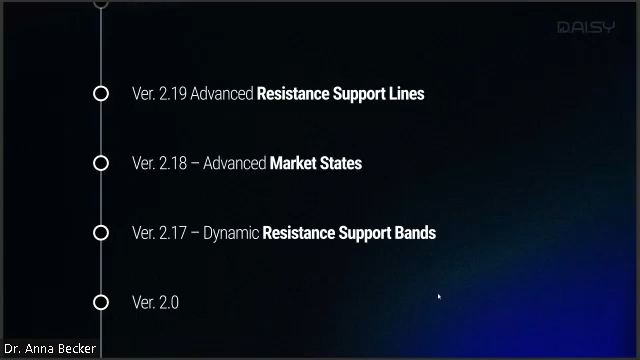 DAISY
Ver. 2.19 Advanced Resistance Support Lines
Ver. 2.18 – Advanced Market States
Ver. 2.17 – Dynamic Resistance Support Bands
Ver. 2.0
Dr. Anna Becker